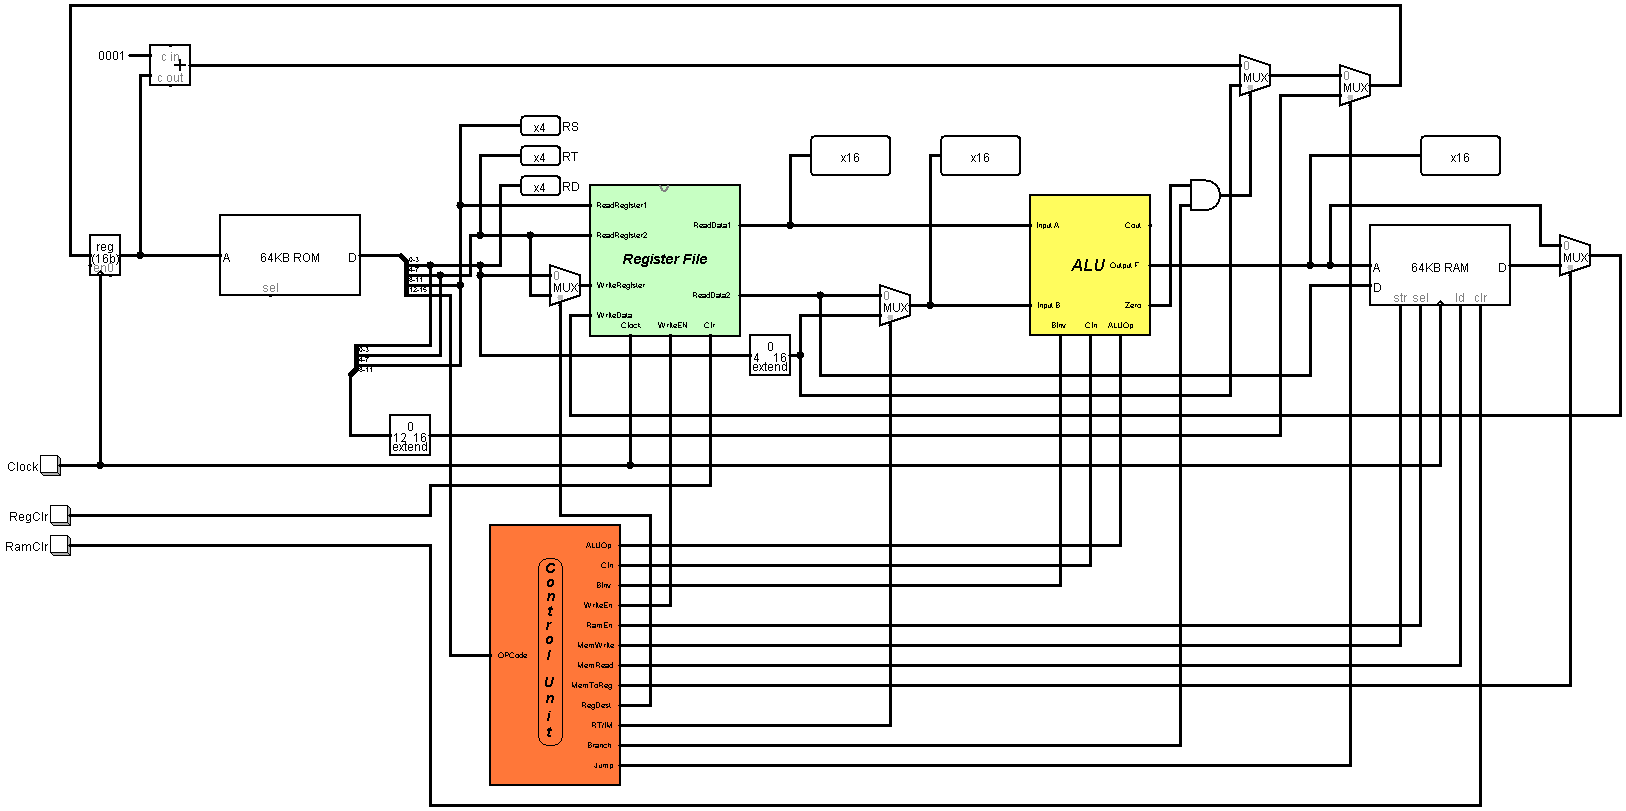 0001
c in
c out
0
MUX
0
MUX
x4 RS
x4 RT
x4 RD
x16
x16
x16
reg
(16b)
en0
A 64KB ROM D
sel
0-3
4-7
8-11
12-15
ReadRegister1
ReadRegister2
WriteRegister
WriteData
ReadData1
ReadData2
Register File
Clock WriteEN Clr
0
MUX
0
MUX
Input A
Input B
ALU
Cout
Output F
Zero
BInv CIn ALUOp
A 64KB RAM D
D
str sel ld clr
0
MUX
0-3
4-7
8-11
0
4 16
extend
0
12 16
extend
Clock
RegClr
RamClr
Control Unit
OPCode
ALUOp
CIn
BInv
WriteEn
RamEn
MemWrite
MemRead
MemToReg
RegDest
RT/IM
Branch
Jump